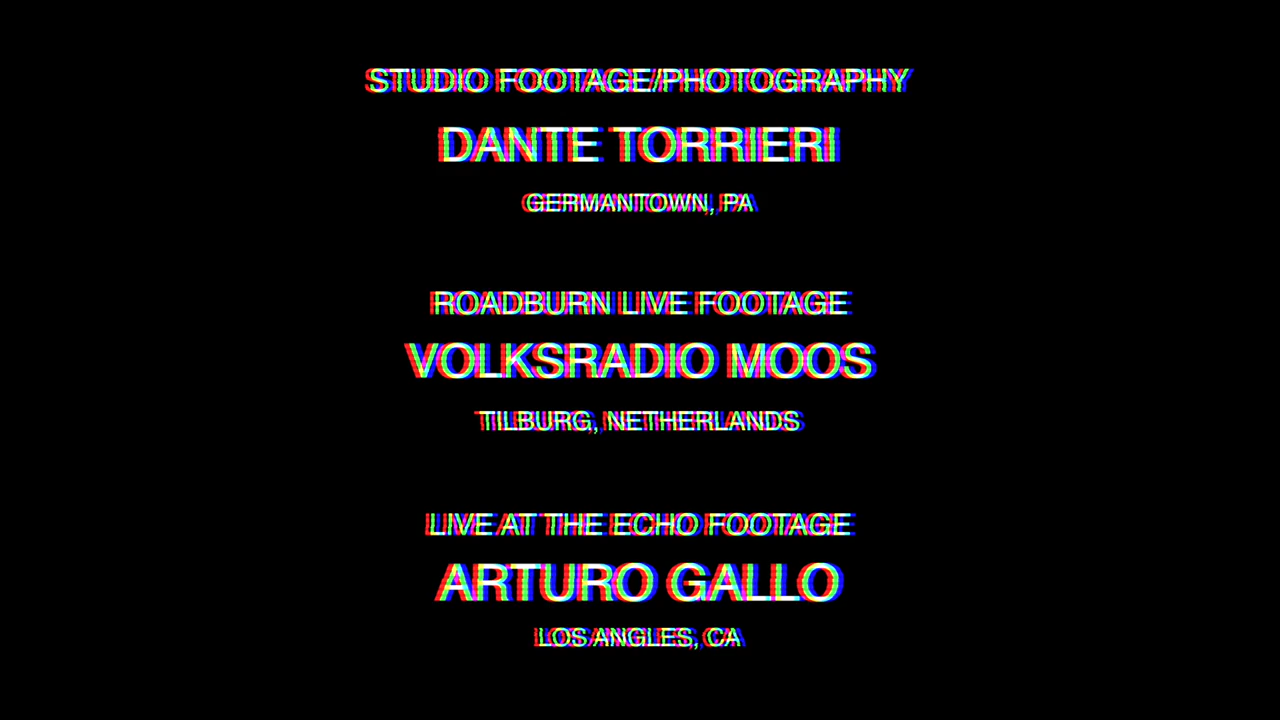 STUDIO FOOTAGE/PHOTOGRAPHY
DANTE TORRIERI
GERMANTOWN, PA
ROADBURN LIVE FOOTAGE
VOLKSRADIO MOOS
TILBURG, NETHERLANDS
LIVE AT THE ECHO FOOTAGE
ARTURO GALLO
LOS ANGLES, CA